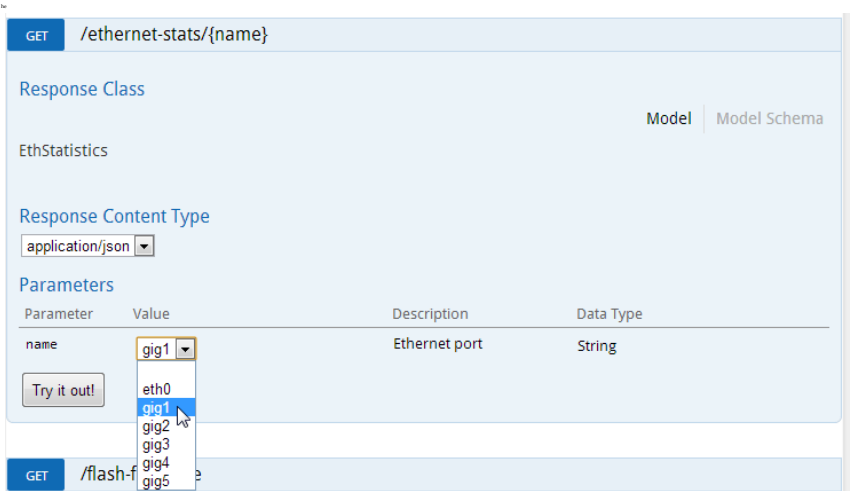 GET /ethernet-stats/{name}
Response Class
Model Model Schema
EthStatistics
Response Content Type
application/json
Parameters
Parameter Value Description Data Type
name gig1 Ethernet port String
Try it out!
eth0
gig1
gig2
gig3
gig4
gig5
GET /flash-f e